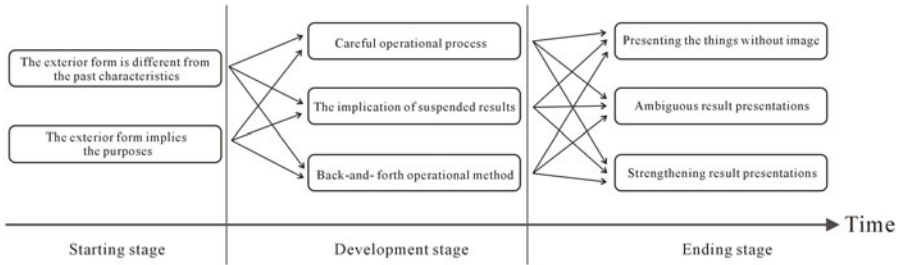 The exterior form is different from
the past characteristics
The exterior form implies
the purposes
Careful operational process
The implication of suspended results
Back-and- forth operational method
Presenting the things without image
Ambiguous result presentations
Strengthening result presentations
Time
Starting stage
Development stage
Ending stage